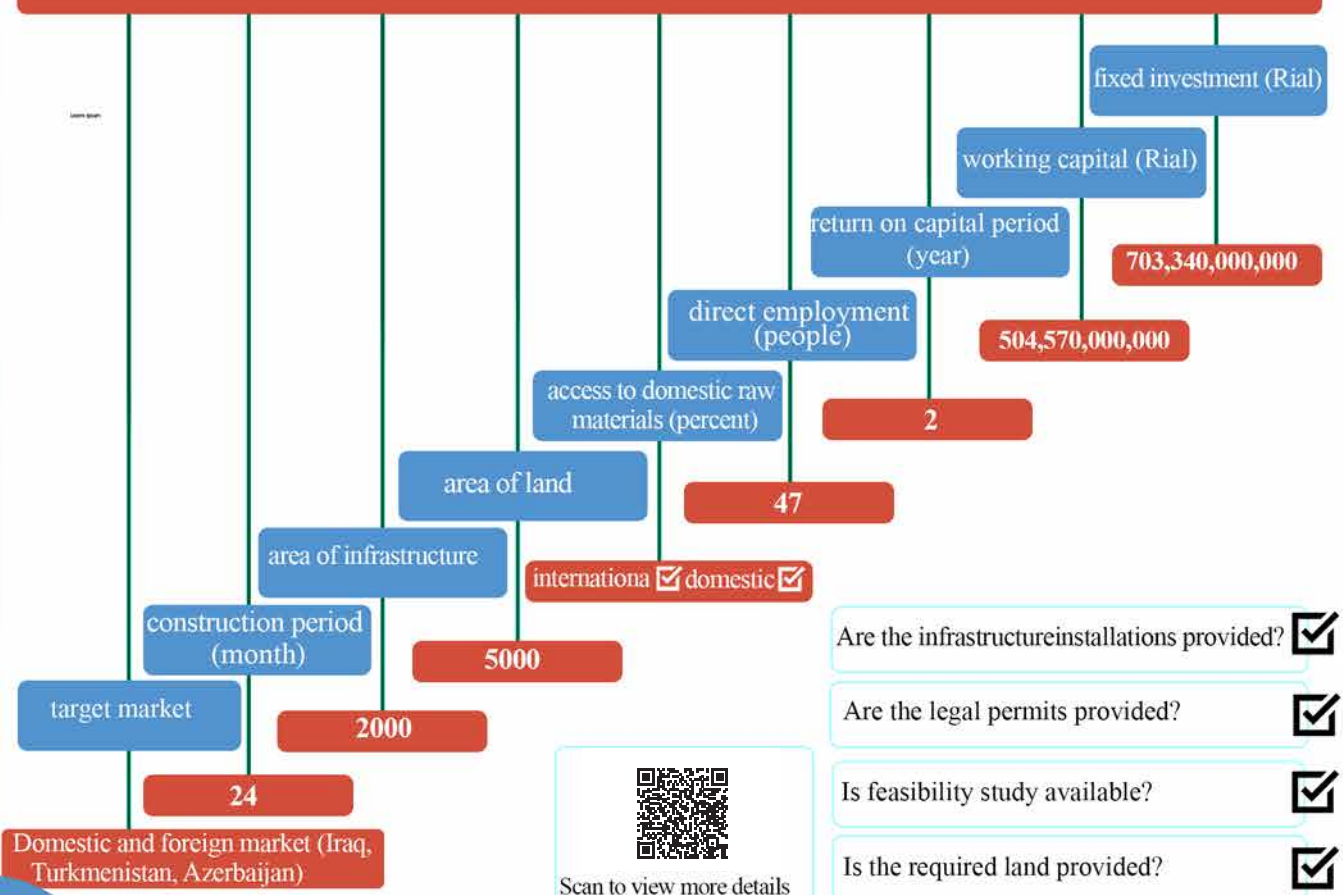 Lorem ipsum
fixed investment (Rial)
703,340,000,000
working capital (Rial)
504,570,000,000
return on capital period
(year)
2
direct employment
(people)
47
access to domestic raw
materials (percent)
internationa ☑ domestic ☑
area of land
5000
area of infrastructure
2000
construction period
(month)
24
target market
Domestic and foreign market (Iraq,
Turkmenistan, Azerbaijan)
Are the infrastructureinstallations provided? ☑
Are the legal permits provided? ☑
Is feasibility study available? ☑
Is the required land provided? ☑
Scan to view more details